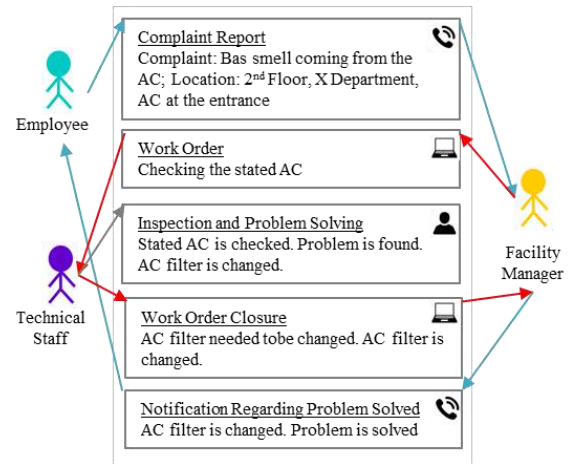 Complaint Report
Complaint: Bas smell coming from the
AC; Location: 2nd Floor, X Department,
AC at the entrance
Employee
Work Order
Checking the stated AC
Inspection and Problem Solving
Stated AC is checked. Problem is found.
AC filter is changed.
Facility
Manager
Technical
Staff
Work Order Closure
AC filter needed tobe changed. AC filter is
changed.
Notification Regarding Problem Solved
AC filter is changed. Problem is solved